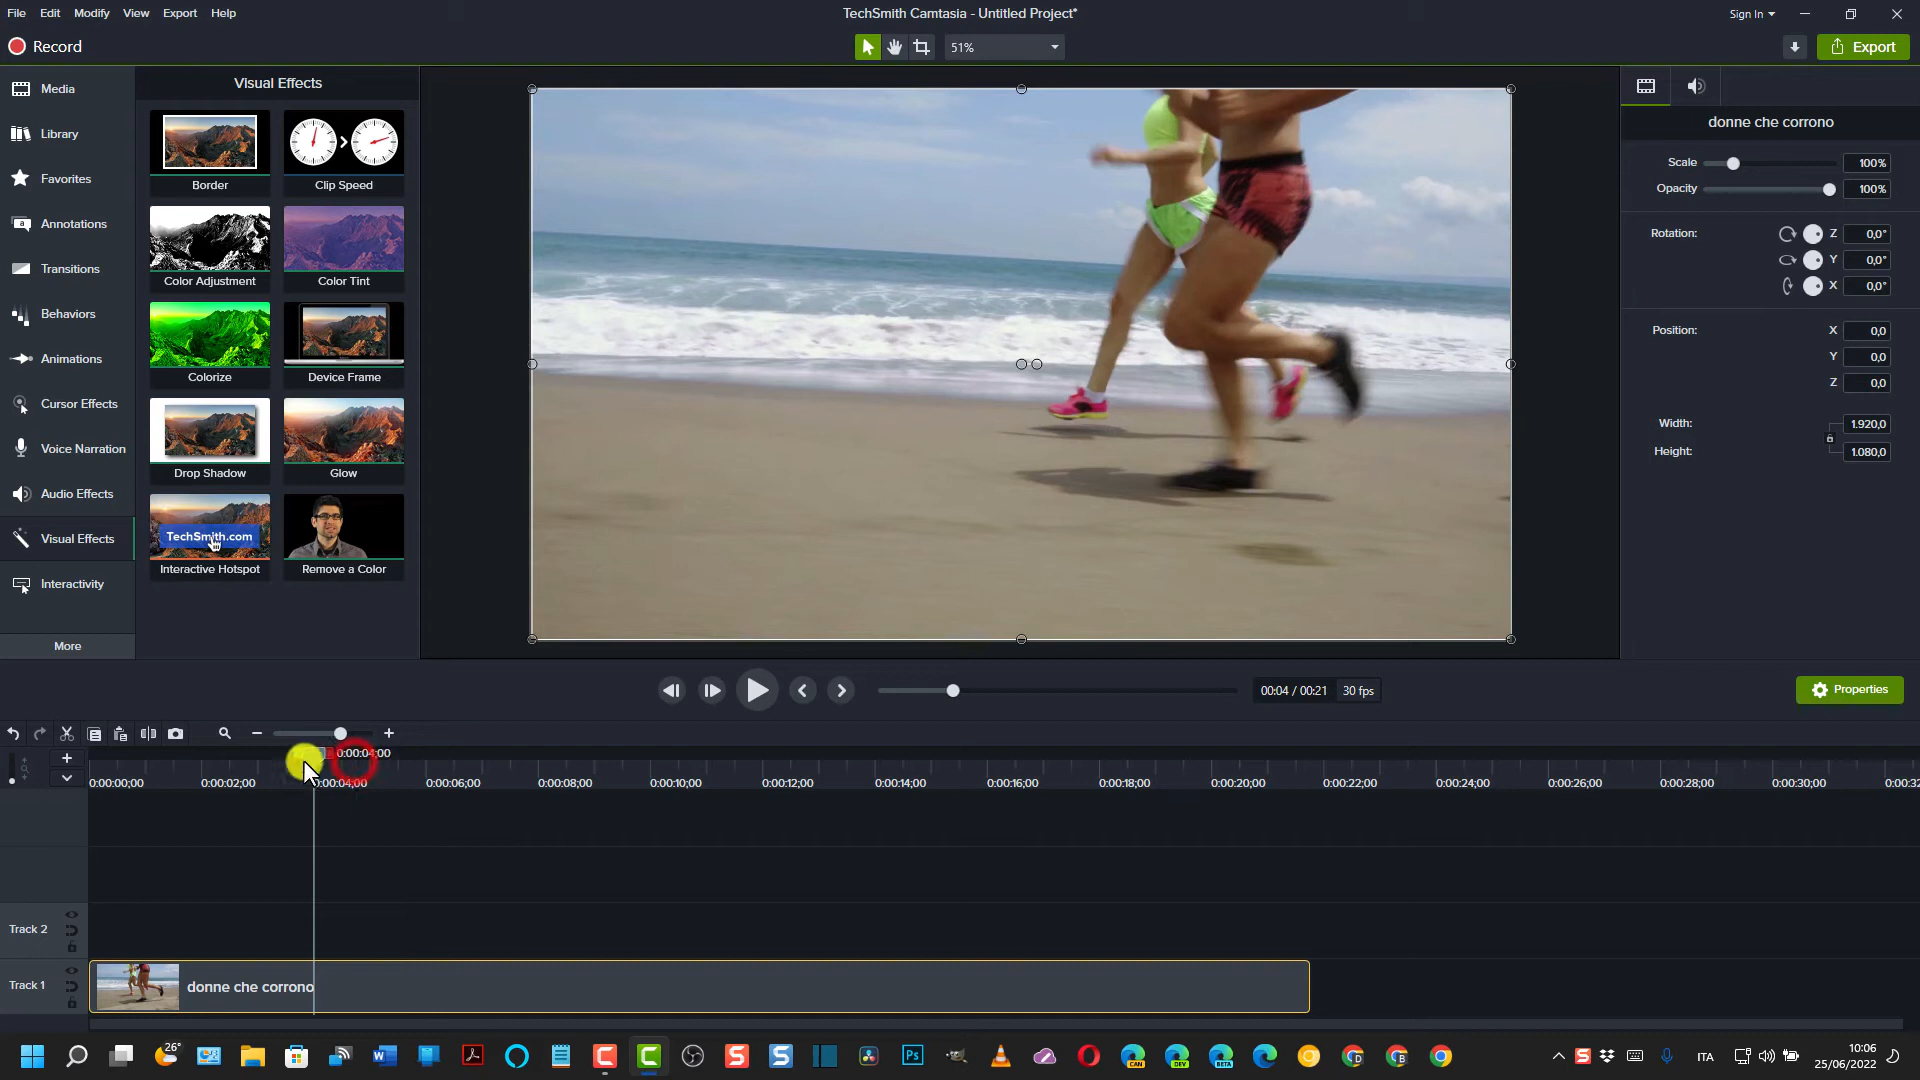 File Edit Modify View Export Help
TechSmith Camtasia - Untitled Project*
Sign In
Record
51%
Export
Media
Library
Favorites
Annotations
Transitions
Behaviors
Animations
Cursor Effects
Voice Narration
Audio Effects
Visual Effects
Interactivity
More
Visual Effects
Border
Clip Speed
Color Adjustment
Color Tint
Colorize
Device Frame
Drop Shadow
Glow
TechSmith.com
Interactive Hotspot
Remove a Color
donne che corrono
Scale 100%
Opacity 100%
Rotation: Z 0,0°
Y 0,0°
X 0,0°
Position: X 0,0
Y 0,0
Z 0,0
Width: 1.920,0
Height: 1.080,0
00:04 / 00:21 30 fps
Properties
0:00:04;00
0:00:00;00 0:00:02;00 0:00:04;00 0:00:06;00 0:00:08;00 0:00:10;00 0:00:12;00 0:00:14;00 0:00:16;00 0:00:18;00 0:00:20;00 0:00:22;00 0:00:24;00 0:00:26;00 0:00:28;00 0:00:30;00 0:00:32
Track 2
Track 1
donne che corrono
26°
CAN
DEV
BETA
Ps
D
B
ITA
10:06
25/06/2022